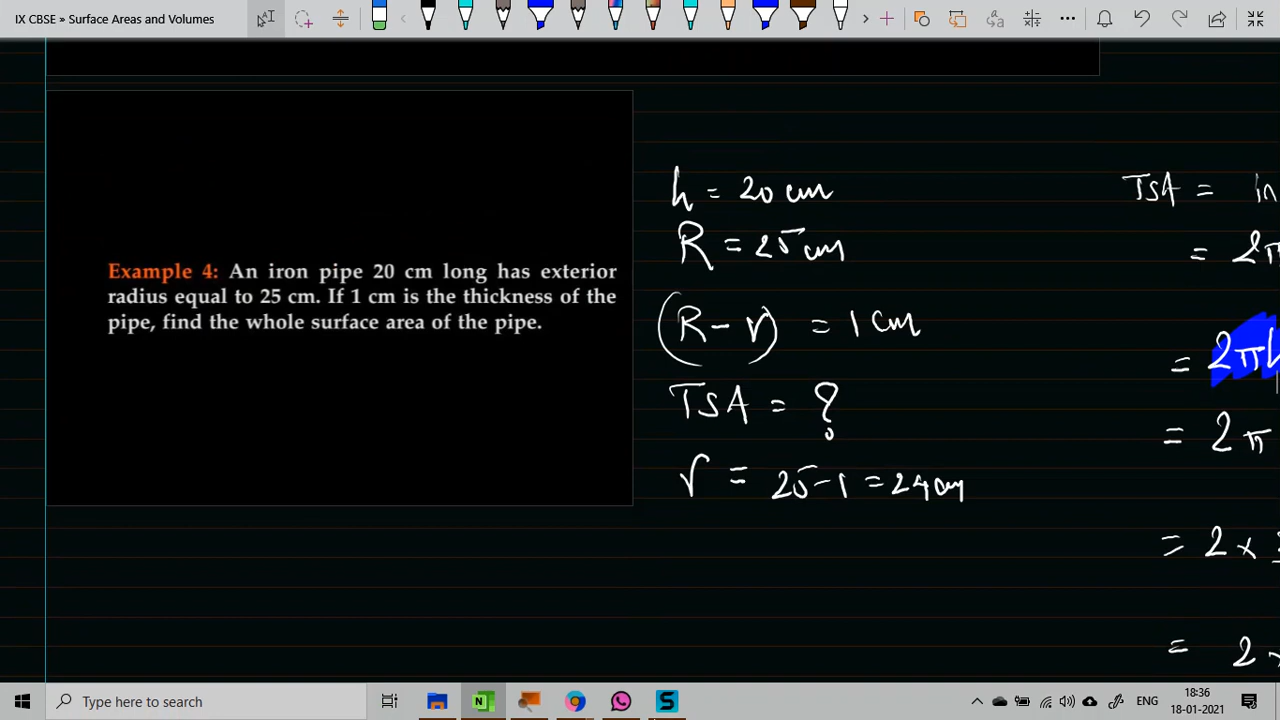 IX CBSE » Surface Areas and Volumes
Example 4: An iron pipe 20 cm long has exterior
radius equal to 25 cm. If 1 cm is the thickness of the
pipe, find the whole surface area of the pipe.
h = 20 cm
R = 25 cm
(R - r) = 1 cm
TSA = ?
r = 25 - 1 = 24 cm
TSA = in
= 2π
= 2πh
= 2π
= 2 ×
= 2 ×
Type here to search
ENG
18:36
18-01-2021